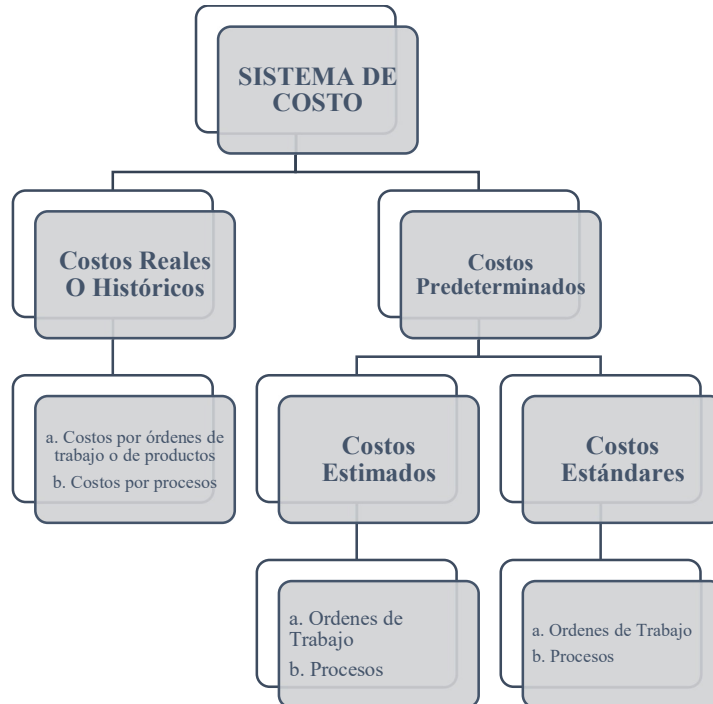 SISTEMA DE
COSTO
Costos Reales
O Históricos
Costos
Predeterminados
a. Costos por órdenes de
trabajo o de productos
b. Costos por procesos
Costos
Estimados
Costos
Estándares
a. Ordenes de
Trabajo
b. Procesos
a. Ordenes de Trabajo
b. Procesos